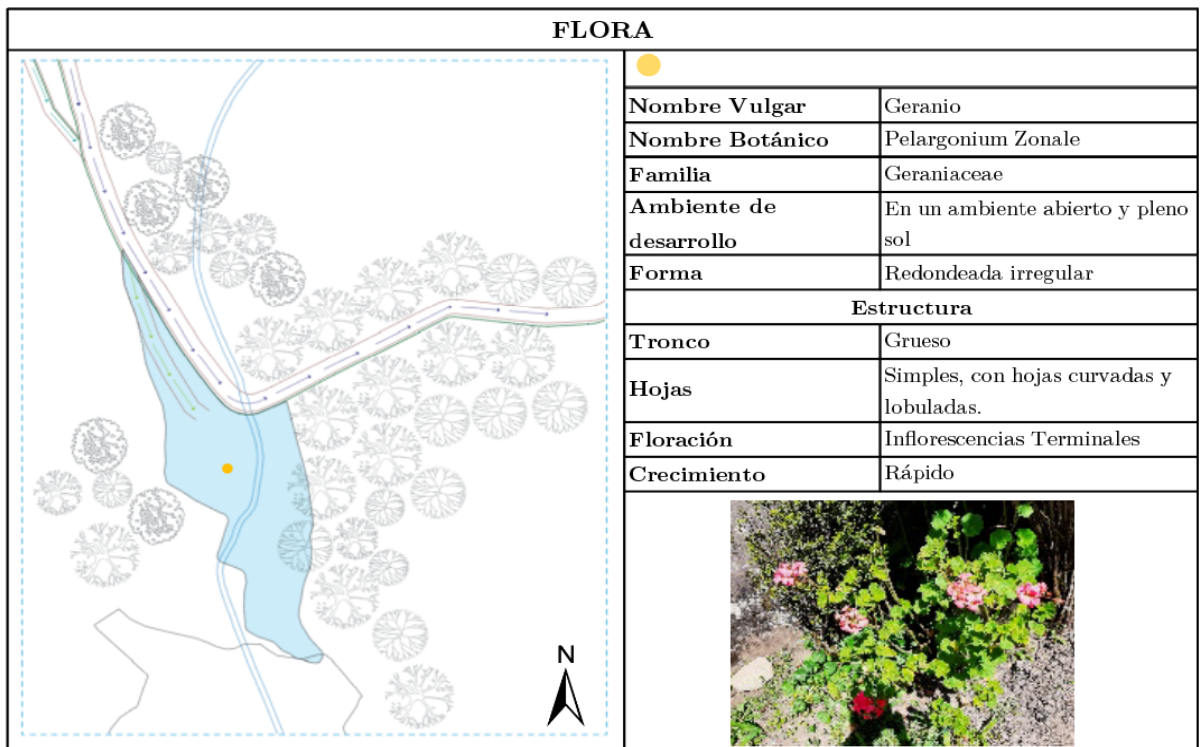 FLORA
N
Nombre Vulgar Geranio
Nombre Botánico Pelargonium Zonale
Familia Geraniaceae
Ambiente de desarrollo En un ambiente abierto y pleno sol
Forma Redondeada irregular
Estructura
Tronco Grueso
Hojas Simples, con hojas curvadas y lobuladas.
Floración Inflorescencias Terminales
Crecimiento Rápido